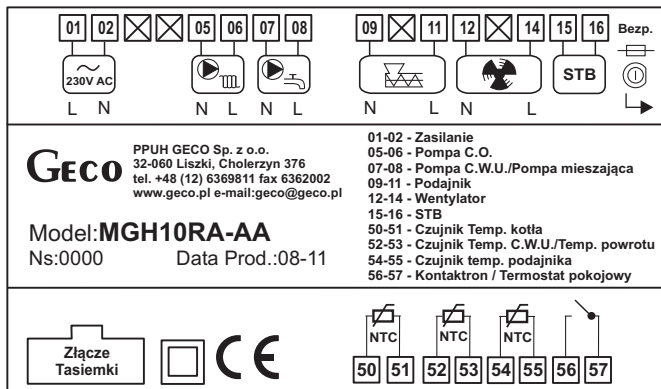 01 02 05 06 07 08 09 11 12 14 15 16 Bezp.
230V AC
STB
L N N L N L N L N L
GECO
PPUH GECO Sp. z o.o.
32-060 Liszki, Cholerzyn 376
tel. +48 (12) 6369811 fax 6362002
www.geco.pl e-mail:geco@geco.pl
Model:MGH10RA-AA
Ns:0000 Data Prod.:08-11
01-02 - Zasilanie
05-06 - Pompa C.O.
07-08 - Pompa C.W.U./Pompa mieszająca
09-11 - Podajnik
12-14 - Wentylator
15-16 - STB
50-51 - Czujnik Temp. kotła
52-53 - Czujnik Temp. C.W.U./Temp. powrotu
54-55 - Czujnik temp. podajnika
56-57 - Kontaktron / Termostat pokojowy
Złącze
Tasiemki
CE
NTC NTC NTC
50 51 52 53 54 55 56 57